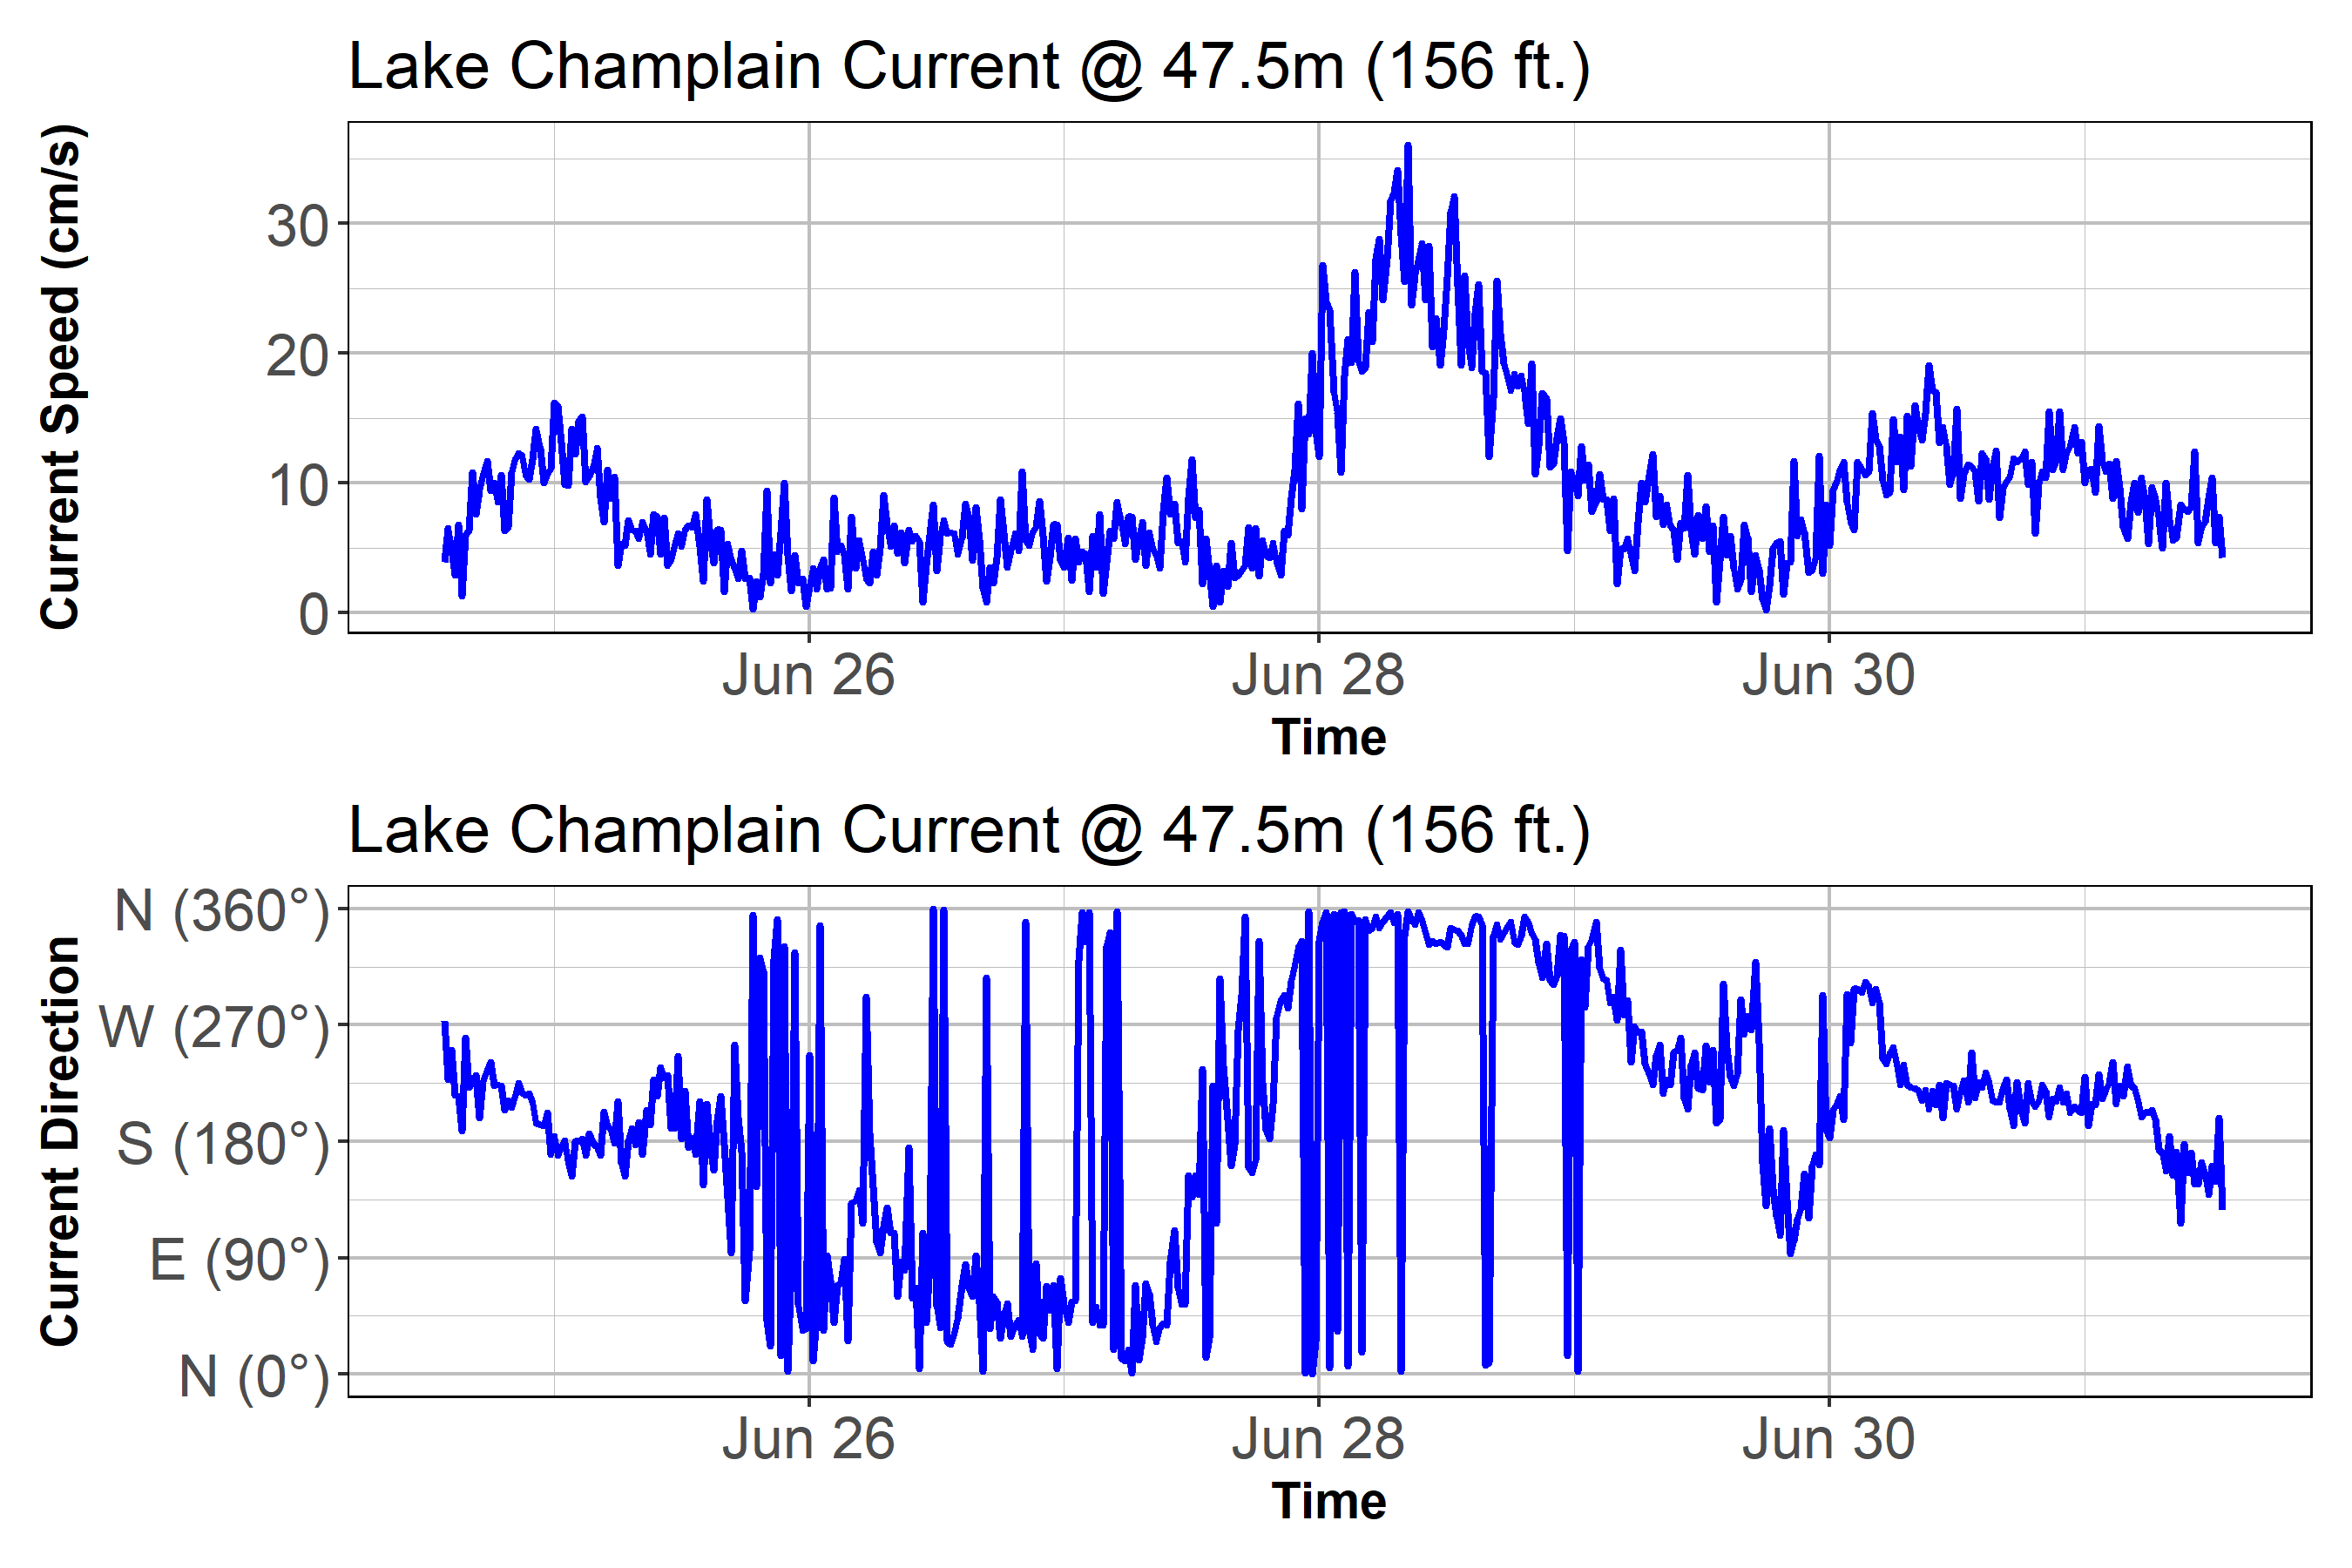 Lake Champlain Current @ 47.5m (156 ft.)
Current Speed (cm/s)
30
20
10
0
Jun 26
Jun 28
Jun 30
Time
Lake Champlain Current @ 47.5m (156 ft.)
Current Direction
N (360°)
W (270°)
S (180°)
E (90°)
N (0°)
Jun 26
Jun 28
Jun 30
Time